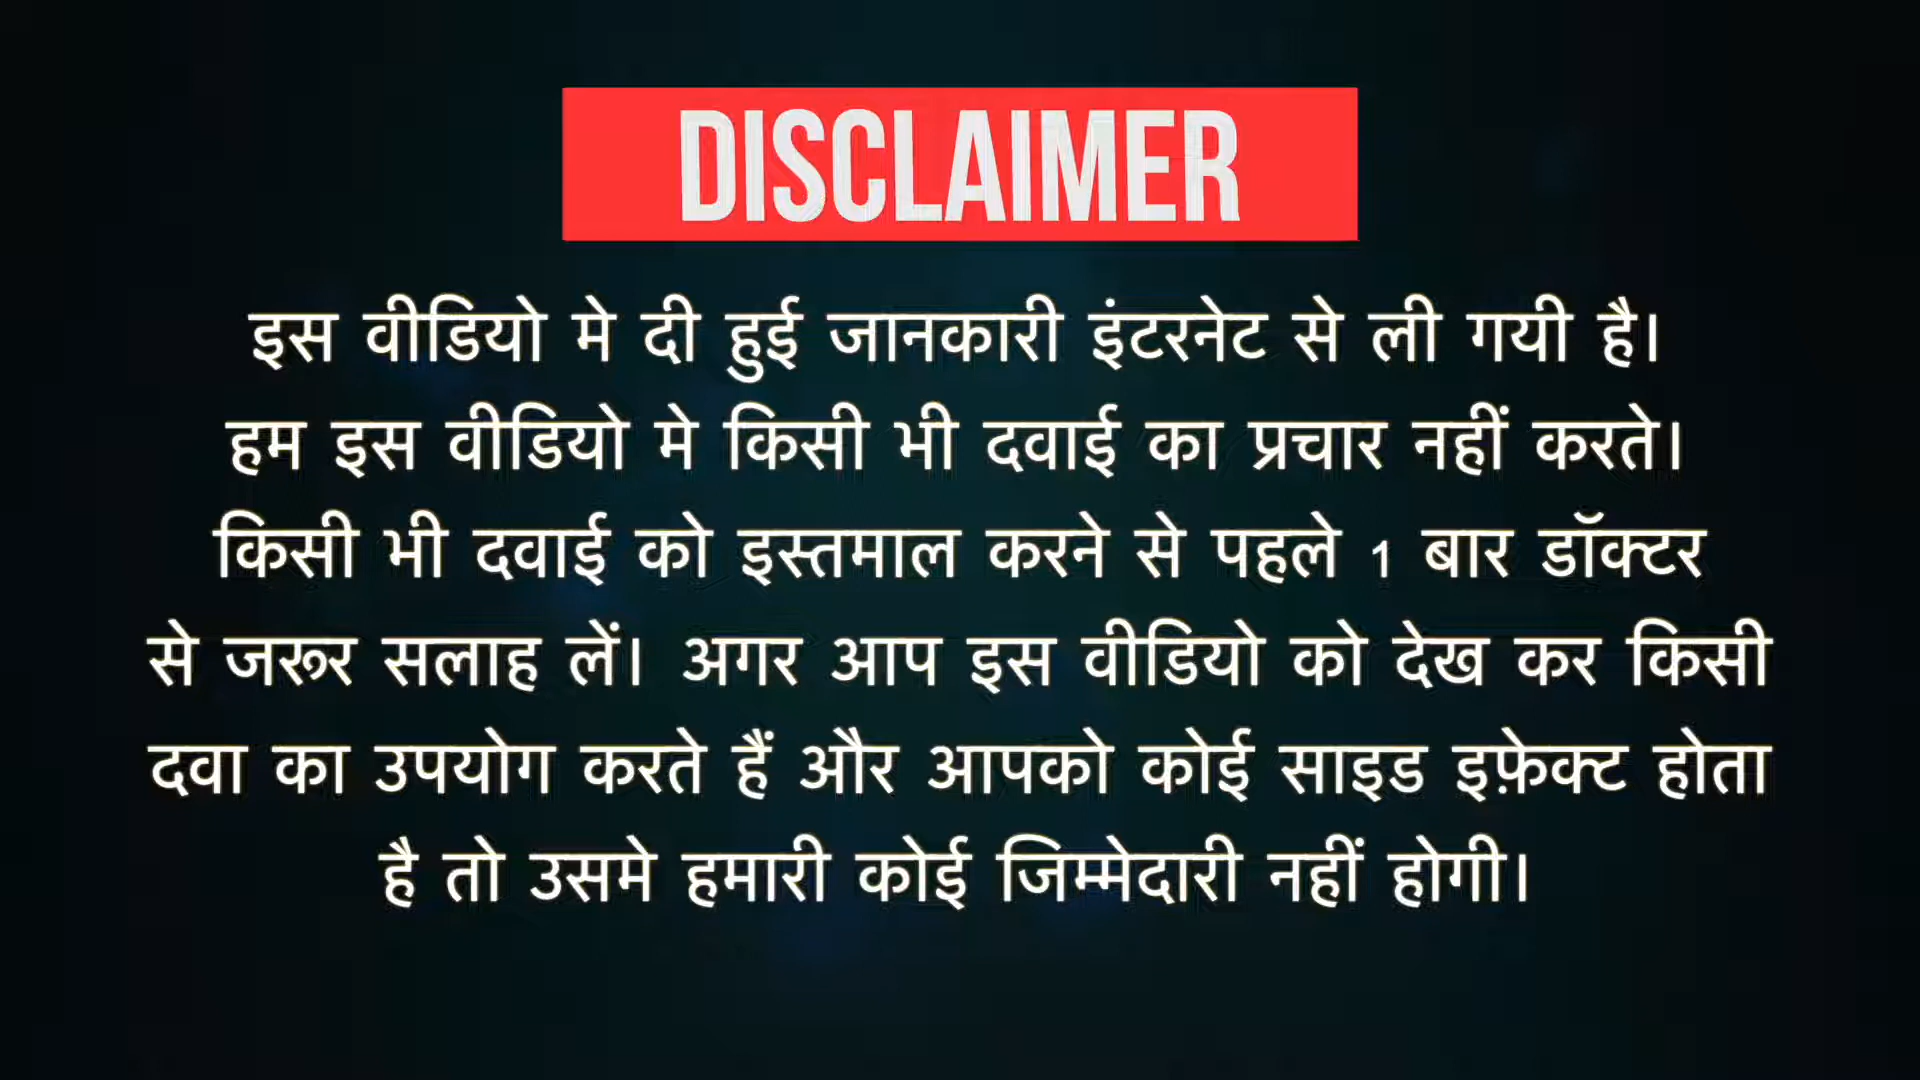 DISCLAIMER
इस वीडियो मे दी हुई जानकारी इंटरनेट से ली गयी है।
हम इस वीडियो मे किसी भी दवाई का प्रचार नहीं करते।
किसी भी दवाई को इस्तमाल करने से पहले 1 बार डॉक्टर
से जरूर सलाह लें। अगर आप इस वीडियो को देख कर किसी
दवा का उपयोग करते हैं और आपको कोई साइड इफ़ेक्ट होता
है तो उसमे हमारी कोई जिम्मेदारी नहीं होगी।